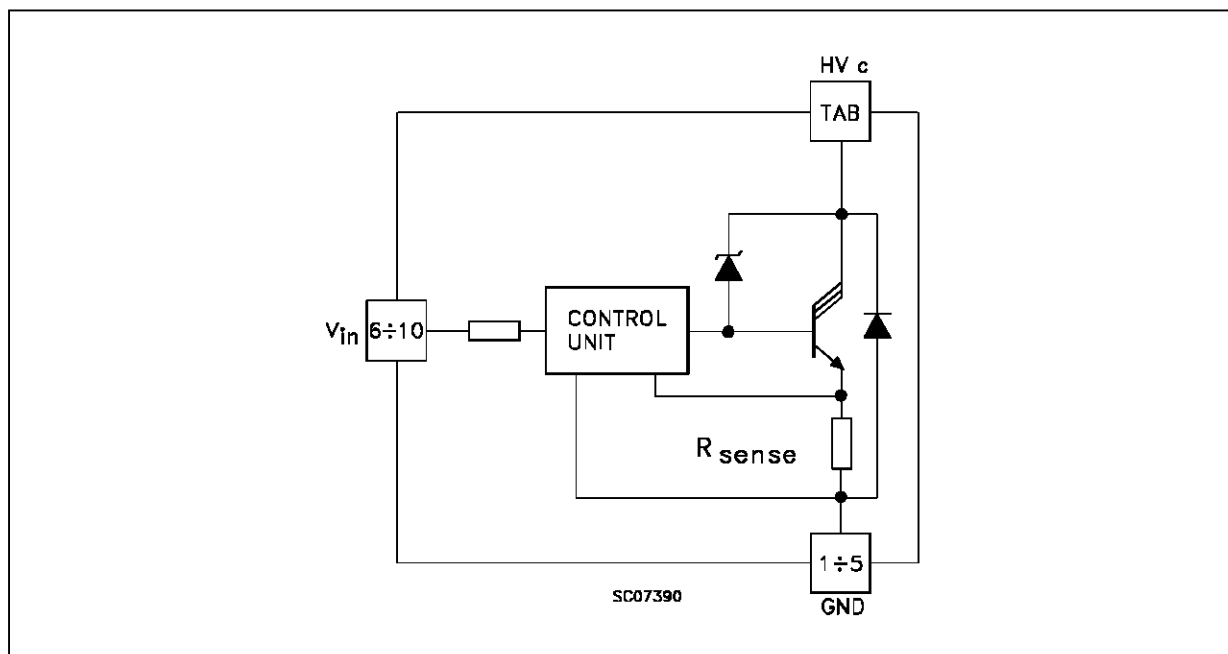 HV c
TAB
Vin
6÷10
CONTROL
UNIT
R sense
1÷5
GND
SC07390